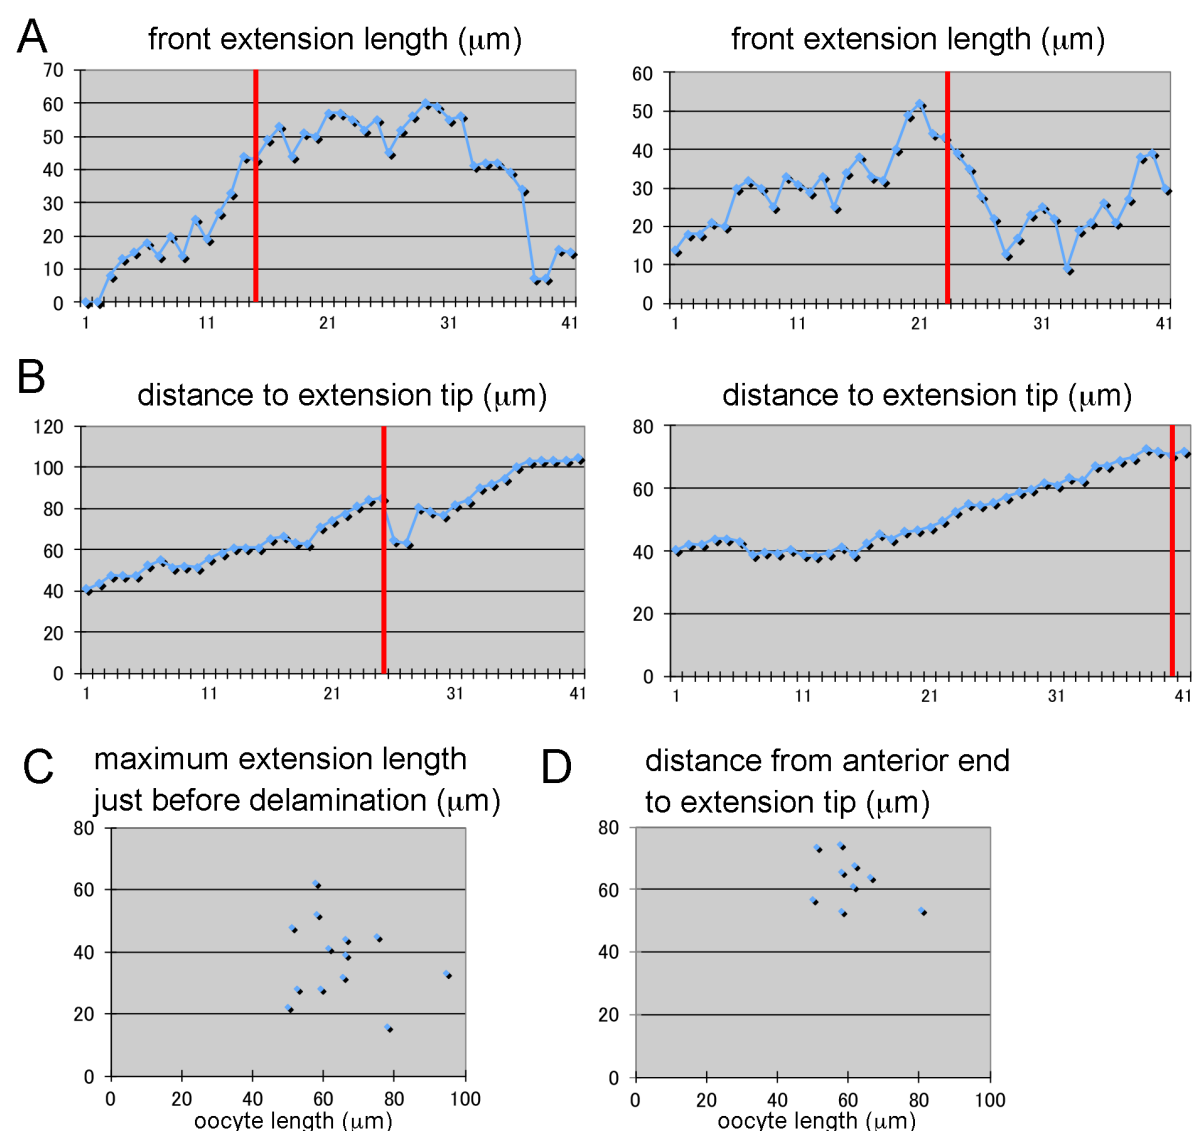 A
front extension length (μm)
front extension length (μm)
70
60
50
40
30
20
10
0
1 11 21 31 41
60
50
40
30
20
10
0
1 11 21 31 41
B
distance to extension tip (μm)
distance to extension tip (μm)
120
100
80
60
40
20
0
1 11 21 31 41
80
60
40
20
0
1 11 21 31 41
C
maximum extension length
just before delamination (μm)
80
60
40
20
0
0 20 40 60 80 100
oocyte length (μm)
D
distance from anterior end
to extension tip (μm)
80
60
40
20
0
0 20 40 60 80 100
oocyte length (μm)